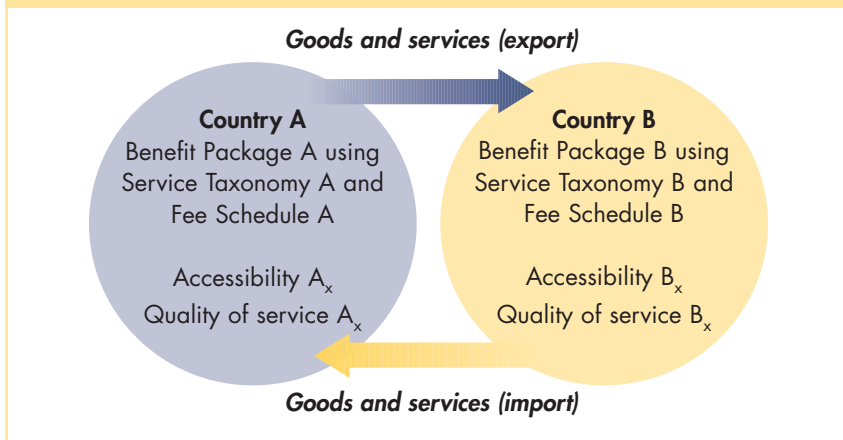 Goods and services (export)
Country A
Benefit Package A using
Service Taxonomy A and
Fee Schedule A
Accessibility Aₓ
Quality of service Aₓ
Country B
Benefit Package B using
Service Taxonomy B and
Fee Schedule B
Accessibility Bₓ
Quality of service Bₓ
Goods and services (import)